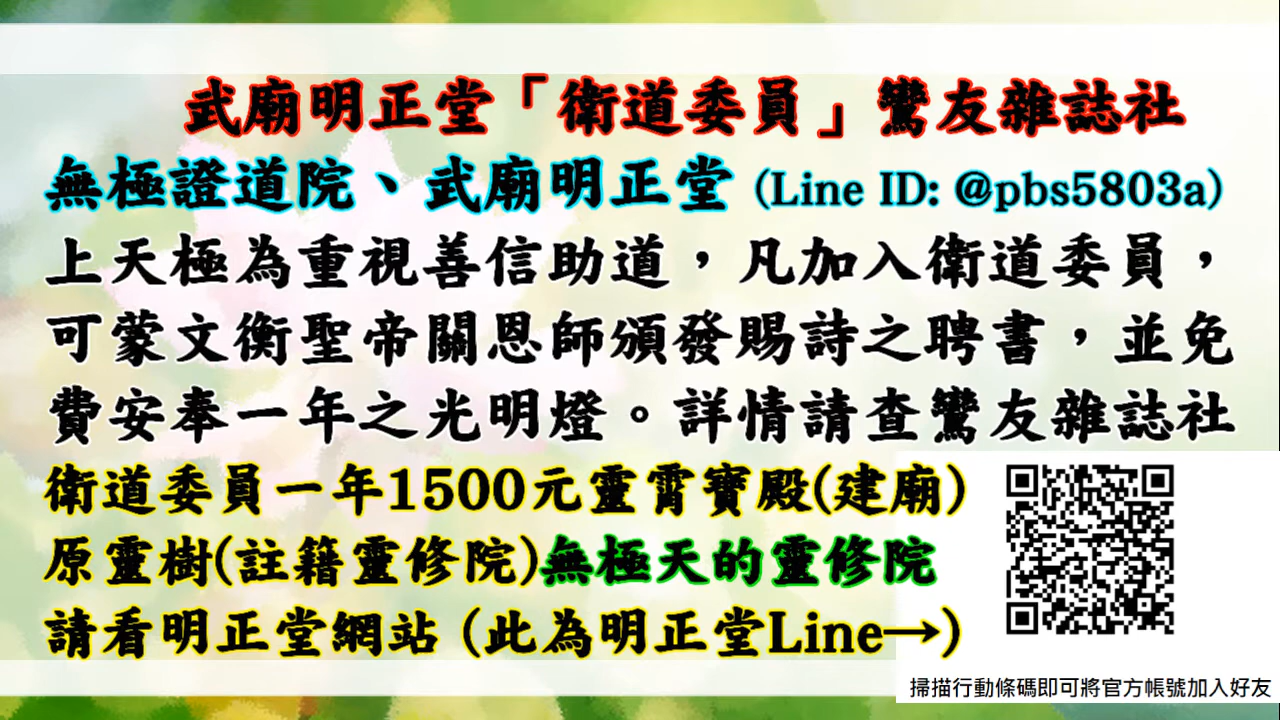 武廟明正堂「衛道委員」鸞友雜誌社
無極證道院、武廟明正堂 (Line ID: @pbs5803a)
上天極為重視善信助道，凡加入衛道委員，
可蒙文衡聖帝關恩師頒發賜詩之聘書，並免
費安奉一年之光明燈。詳情請查鸞友雜誌社
衛道委員一年1500元靈霄寶殿(建廟)
原靈樹(註籍靈修院)無極天的靈修院
請看明正堂網站 (此為明正堂Line→)
掃描行動條碼即可將官方帳號加入好友